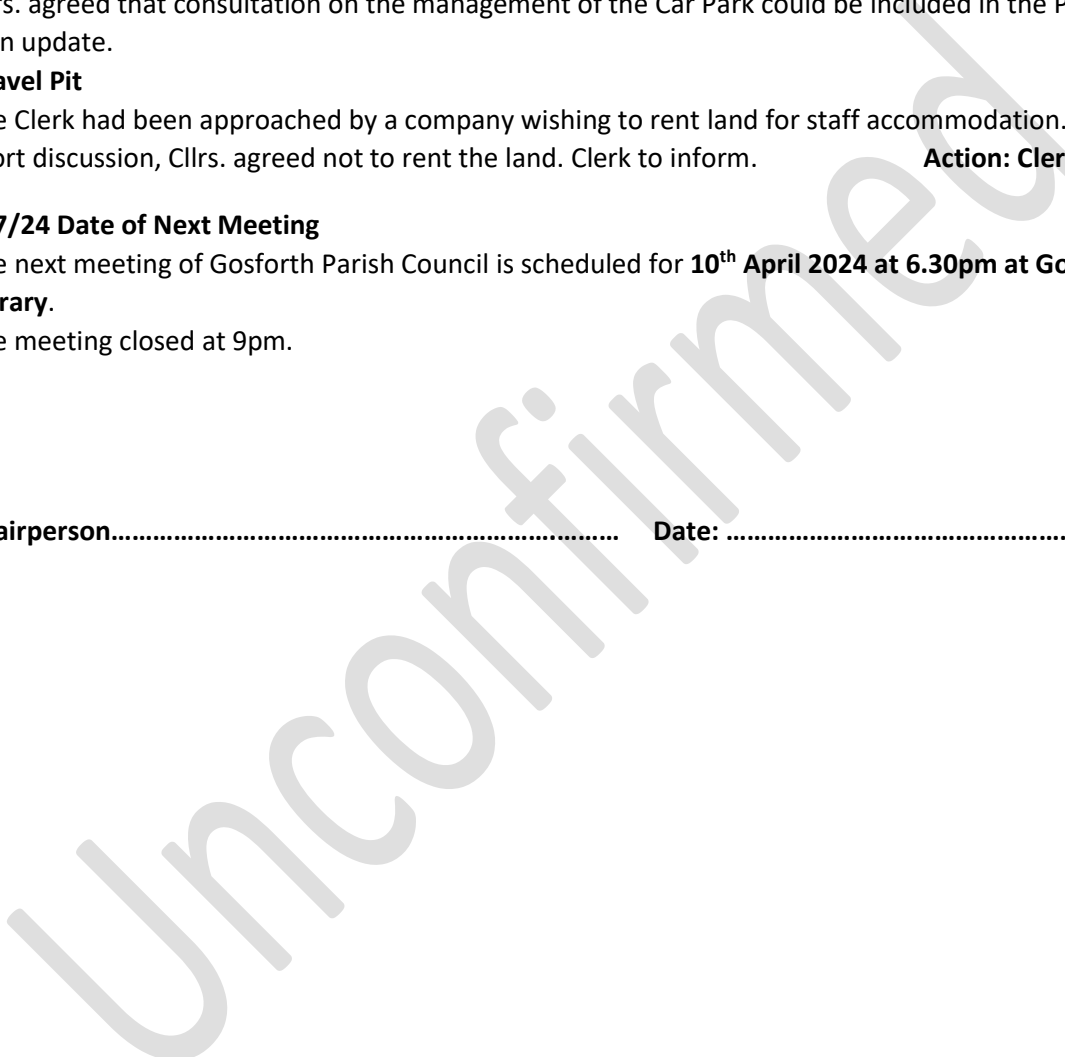 rs. agreed that consultation on the management of the Car Park could be included in the P
n update.
avel Pit
e Clerk had been approached by a company wishing to rent land for staff accommodation.
ort discussion, Cllrs. agreed not to rent the land. Clerk to inform. Action: Cler
7/24 Date of Next Meeting
e next meeting of Gosforth Parish Council is scheduled for 10th April 2024 at 6.30pm at Go
rary.
e meeting closed at 9pm.
airperson………………………………………………………….……… Date: ………………………………………….
Unconfirmed